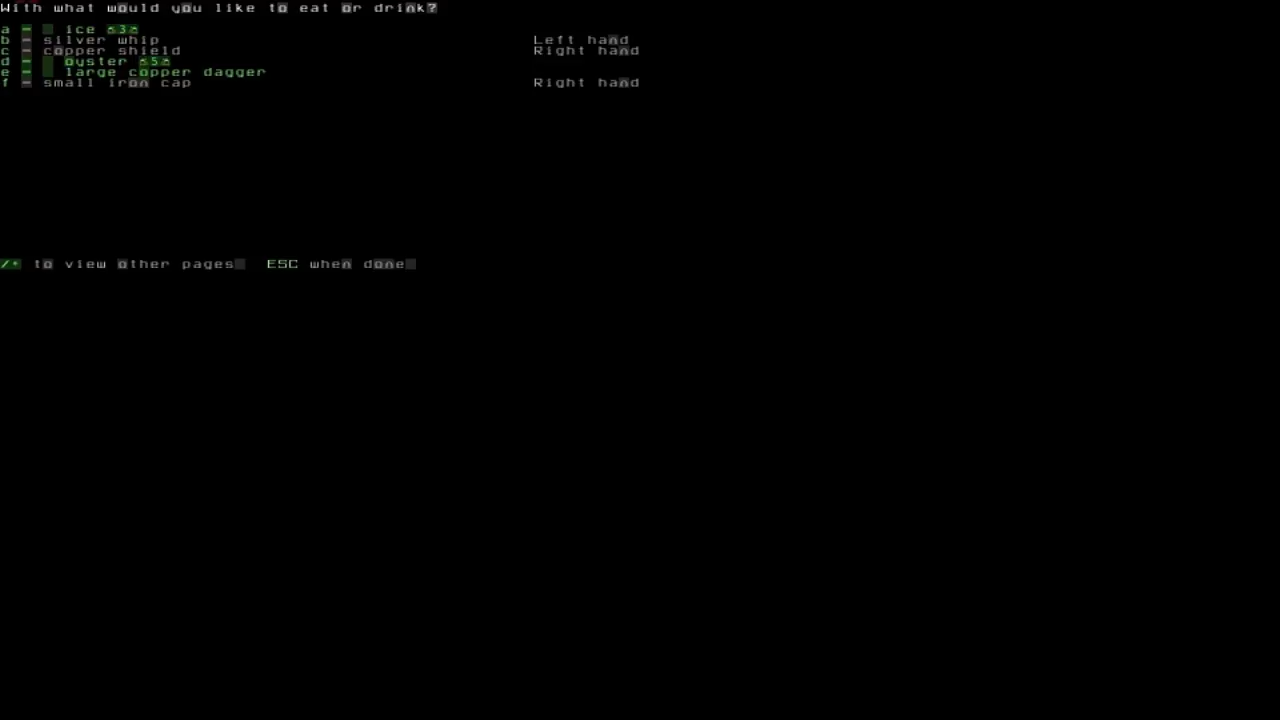 With what would you like to eat or drink?
a - ice <3>
b - silver whip Left hand
c - copper shield Right hand
d - oyster <5>
e - large copper dagger
f - small iron cap Right hand
/* to view other pages ESC when done